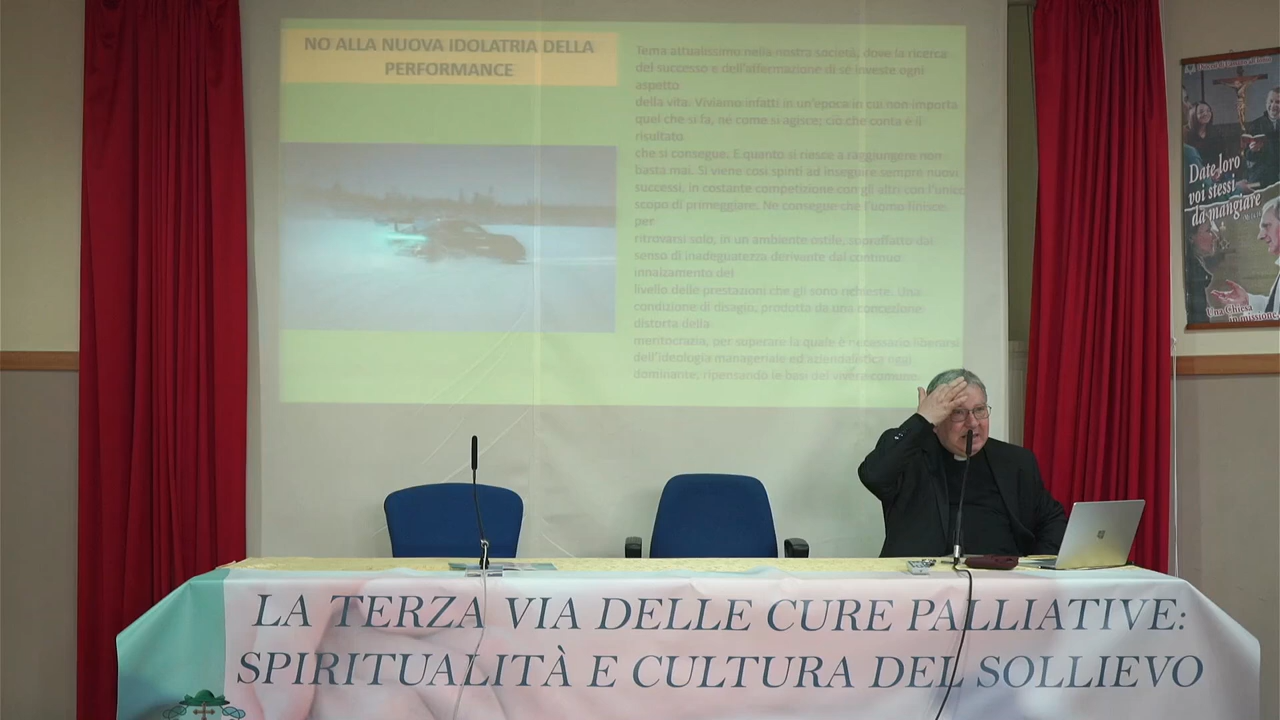 NO ALLA NUOVA IDOLATRIA DELLA
PERFORMANCE
Tema attualissimo nella nostra società, dove la ricerca
del successo e dell'affermazione di sé investe ogni
aspetto
della vita. Viviamo infatti in un'epoca in cui non importa
quel che si fa, né come si agisce; ciò che conta è il
risultato
che si consegue. E quanto si riesce a raggiungere non
basta mai. Si viene così spinti ad inseguire sempre nuovi
successi, in costante competizione con gli altri con l'unico
scopo di primeggiare. Ne consegue che l'uomo finisce
per
ritrovarsi solo, in un ambiente ostile, sopraffatto dal
senso di inadeguatezza derivante dal continuo
innalzamento del
livello delle prestazioni che gli sono richieste. Una
condizione di disagio, prodotta da una concezione
distorta della
meritocrazia, per superare la quale è necessario liberarsi
dell'ideologia manageriale ed aziendalistica oggi
dominante, ripensando le basi del vivere comune
Date loro
voi stessi
da mangiare
Una Chiesa
in missione
LA TERZA VIA DELLE CURE PALLIATIVE:
SPIRITUALITÀ E CULTURA DEL SOLLIEVO